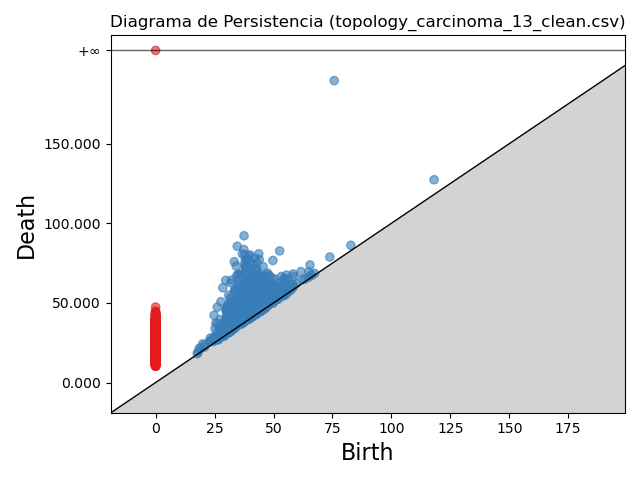 Diagrama de Persistencia (topology_carcinoma_13_clean.csv)
+∞
150.000
100.000
50.000
0.000
Death
0 25 50 75 100 125 150 175
Birth